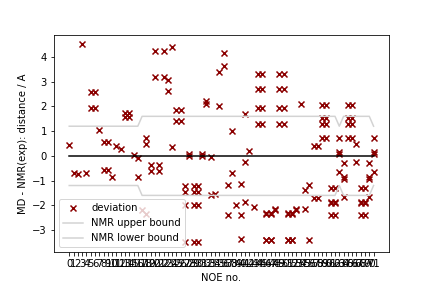 MD - NMR(exp): distance / A
4
3
2
1
0
−1
−2
−3
deviation
NMR upper bound
NMR lower bound
NOE no.